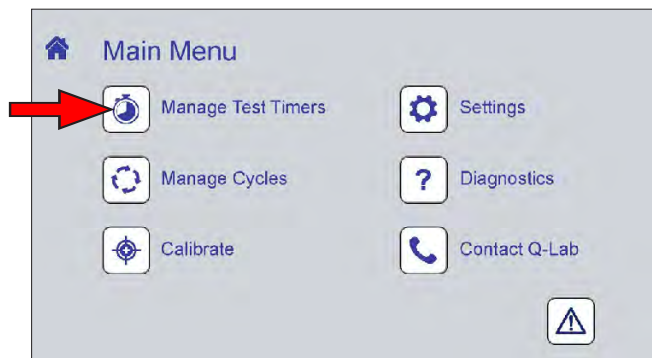 Main Menu
Manage Test Timers
Settings
Manage Cycles
? Diagnostics
Calibrate
Contact Q-Lab